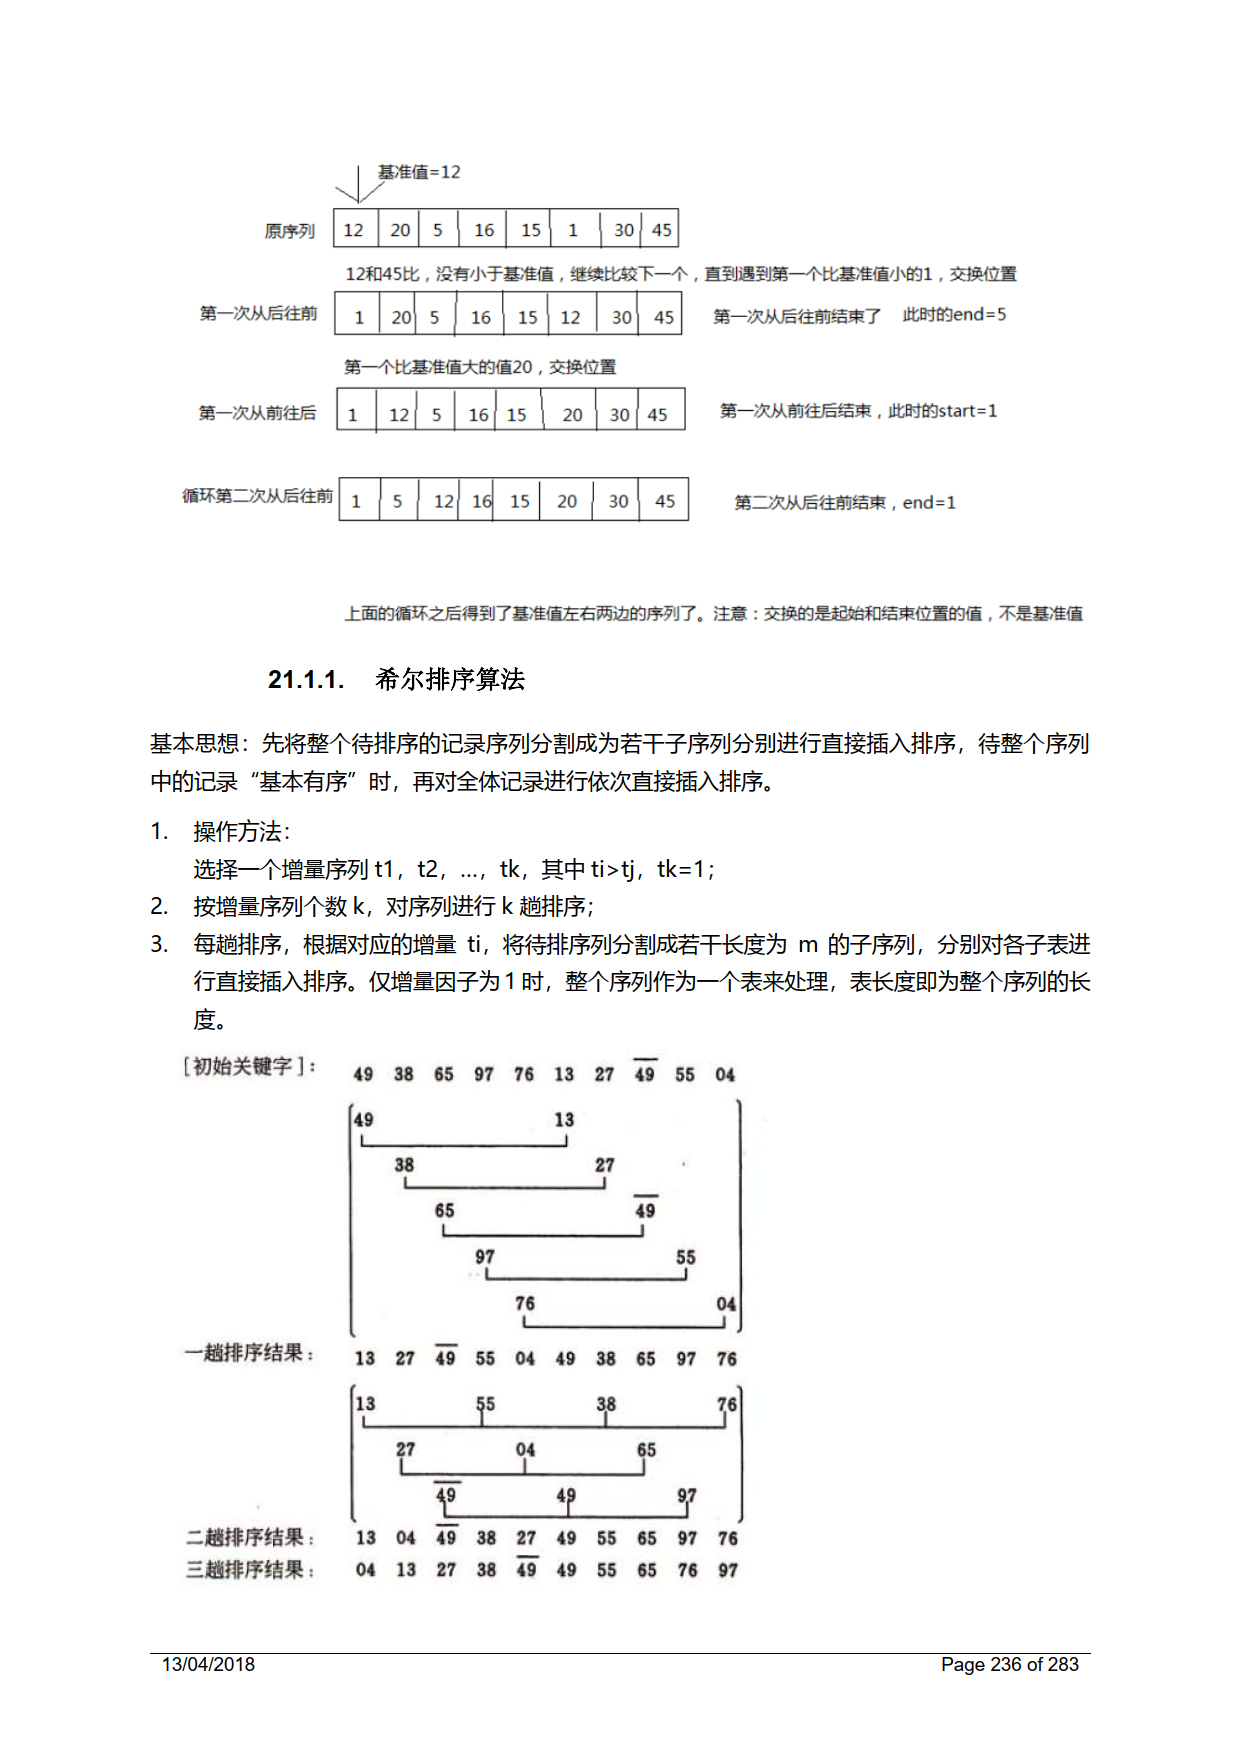 基准值=12
原序列 12 20 5 16 15 1 30 45
12和45比，没有小于基准值，继续比较下一个，直到遇到第一个比基准值小的1，交换位置
第一次从后往前 1 20 5 16 15 12 30 45 第一次从后往前结束了 此时的end=5
第一个比基准值大的值20，交换位置
第一次从前往后 1 12 5 16 15 20 30 45 第一次从前往后结束，此时的start=1
循环第二次从后往前 1 5 12 16 15 20 30 45 第二次从后往前结束，end=1
上面的循环之后得到了基准值左右两边的序列了。注意：交换的是起始和结束位置的值，不是基准值
21.1.1. 希尔排序算法
基本思想：先将整个待排序的记录序列分割成为若干子序列分别进行直接插入排序，待整个序列
中的记录“基本有序”时，再对全体记录进行依次直接插入排序。
1. 操作方法：
选择一个增量序列 t1，t2，…，tk，其中 ti>tj，tk=1；
2. 按增量序列个数 k，对序列进行 k 趟排序；
3. 每趟排序，根据对应的增量 ti，将待排序列分割成若干长度为 m 的子序列，分别对各子表进
行直接插入排序。仅增量因子为 1 时，整个序列作为一个表来处理，表长度即为整个序列的长
度。
[初始关键字]： 49 38 65 97 76 13 27 4̅9̅ 55 04
49 13
38 27
65 4̅9̅
97 55
76 04
一趟排序结果： 13 27 4̅9̅ 55 04 49 38 65 97 76
13 55 38 76
27 04 65
4̅9̅ 49 97
二趟排序结果： 13 04 4̅9̅ 38 27 49 55 65 97 76
三趟排序结果： 04 13 27 38 4̅9̅ 49 55 65 76 97
13/04/2018 Page 236 of 283